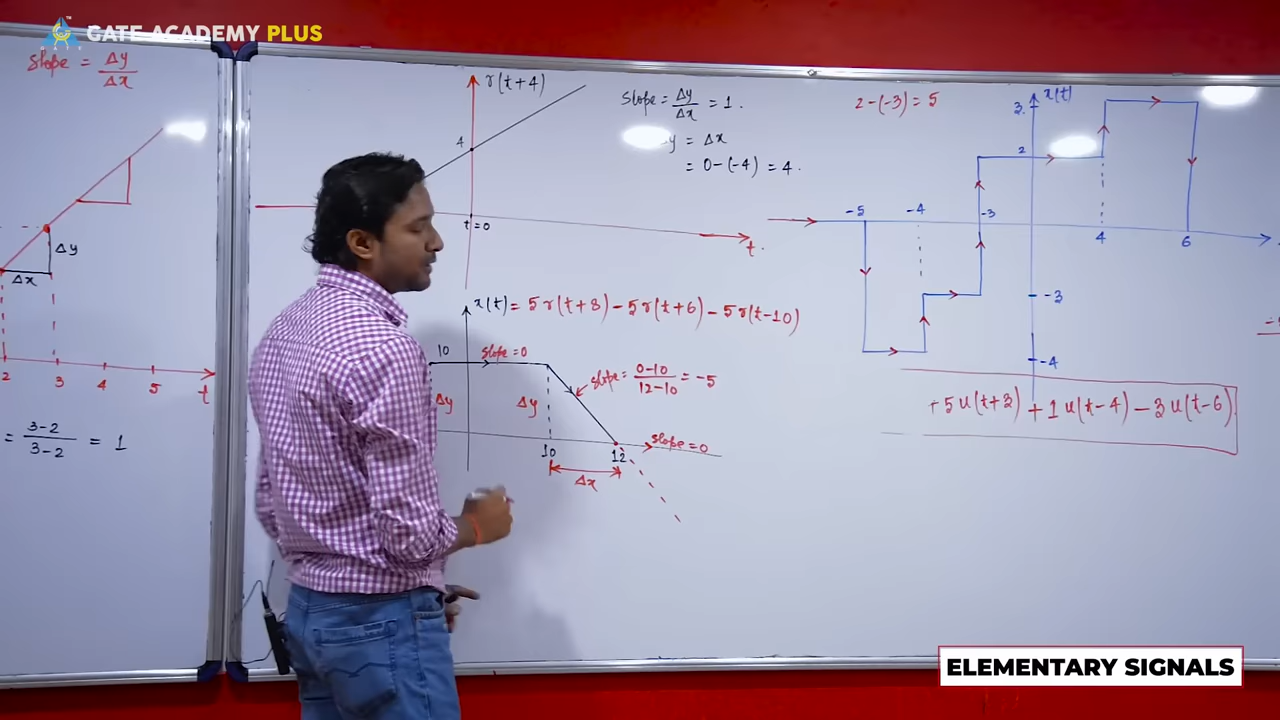 GATE ACADEMY PLUS
Slope = Δy/Δx
Δy
Δx
2 3 4 5 t
= 3-2/3-2 = 1
r(t+4)
4
t=0
t.
Slope = Δy/Δx = 1.
y = Δx
= 0-(-4) = 4.
x(t) = 5r(t+8) - 5r(t+6) - 5r(t-10)
10
slope=0
Δy
Δy
slope = 0-10/12-10 = -5
slope=0
10
12
Δx
2-(-3) = 5
x(t)
3
2
-5
-4
-3
4
6
-3
-4
+5u(t+3) + 1u(t-4) - 3u(t-6)
ELEMENTARY SIGNALS